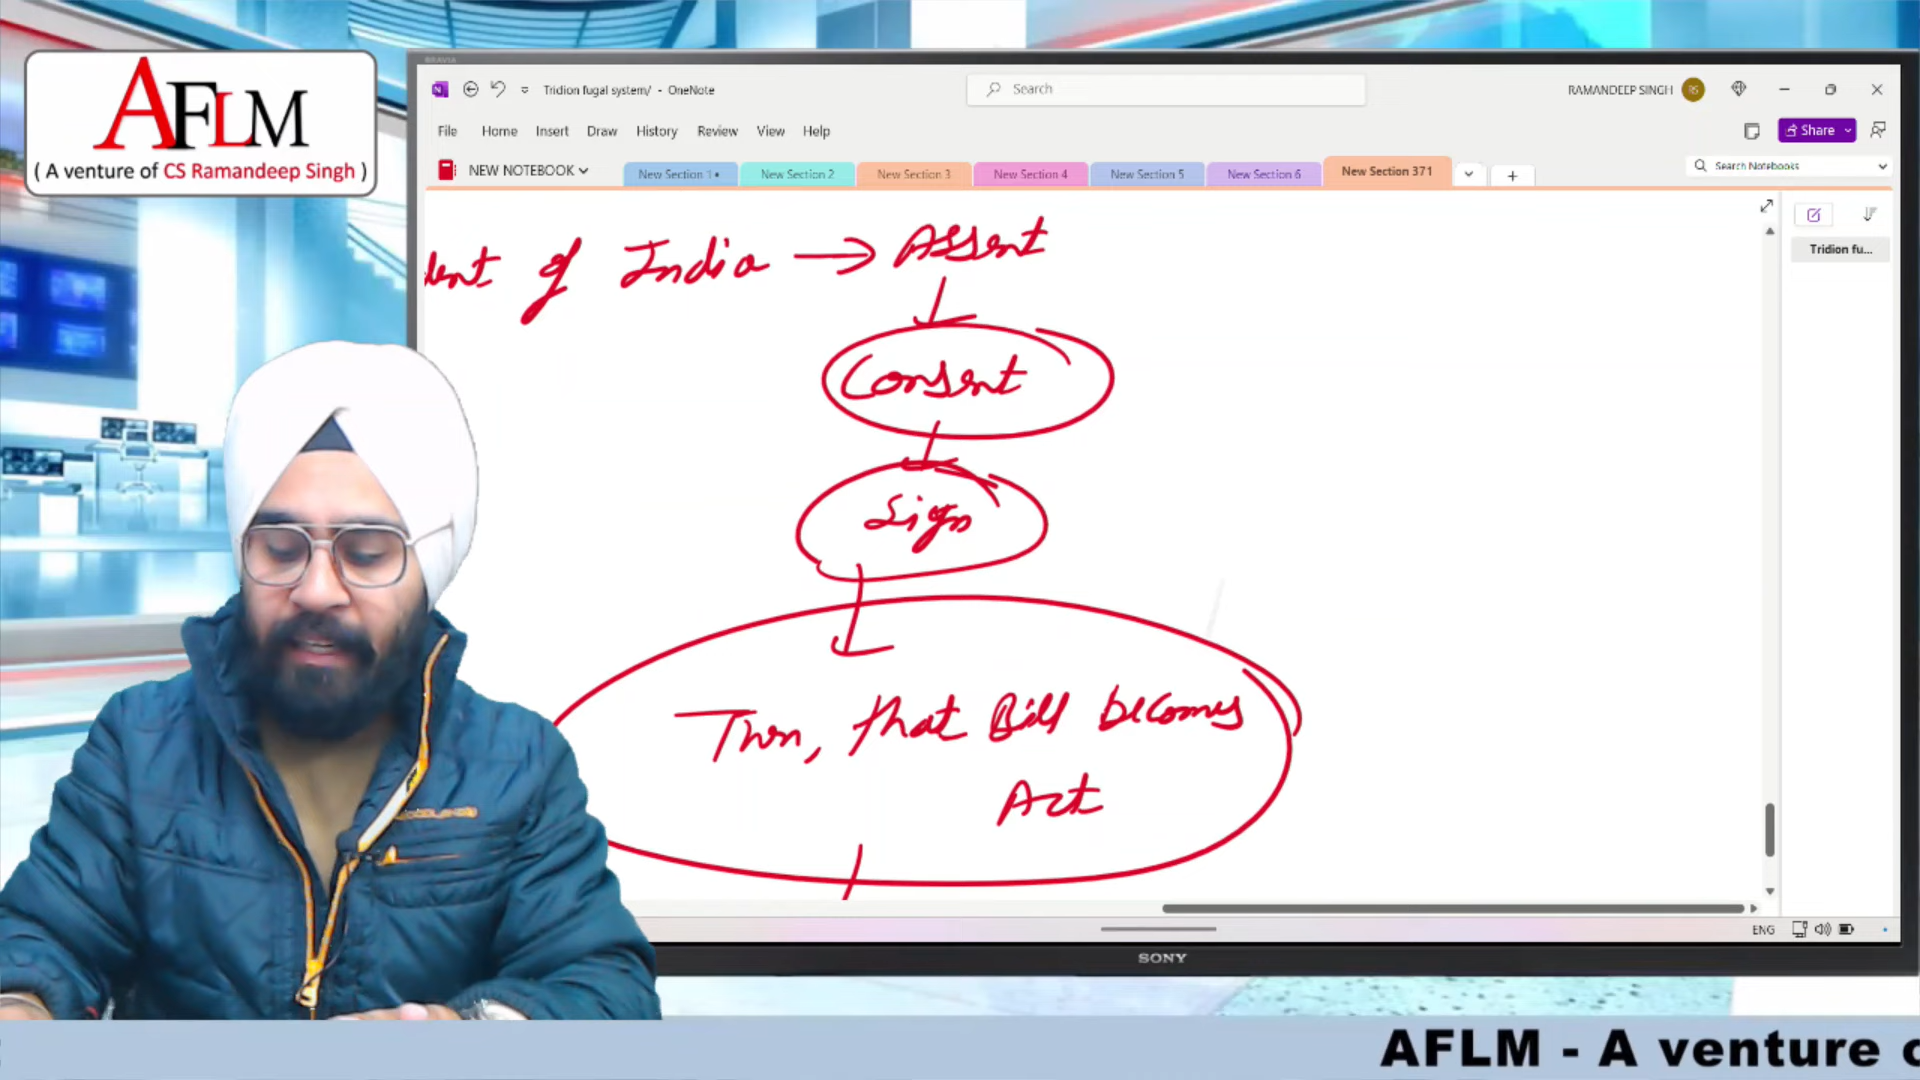 AFLM
( A venture of CS Ramandeep Singh )
BRAVIA
Tridion fugal system/ - OneNote
Search
RAMANDEEP SINGH
RS
File
Home
Insert
Draw
History
Review
View
Help
Share
NEW NOTEBOOK
New Section 1
New Section 2
New Section 3
New Section 4
New Section 5
New Section 6
New Section 371
+
Search Notebooks
Tridion fu...
dent of India → Assent
Consent
Sign
Then, that Bill becomes
Act
ENG
SONY
AFLM - A venture